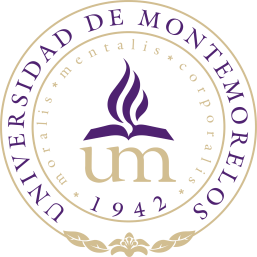 UNIVERSIDAD DE MONTEMORELOS
*moralis*mentalis*corporalis*
um
1942